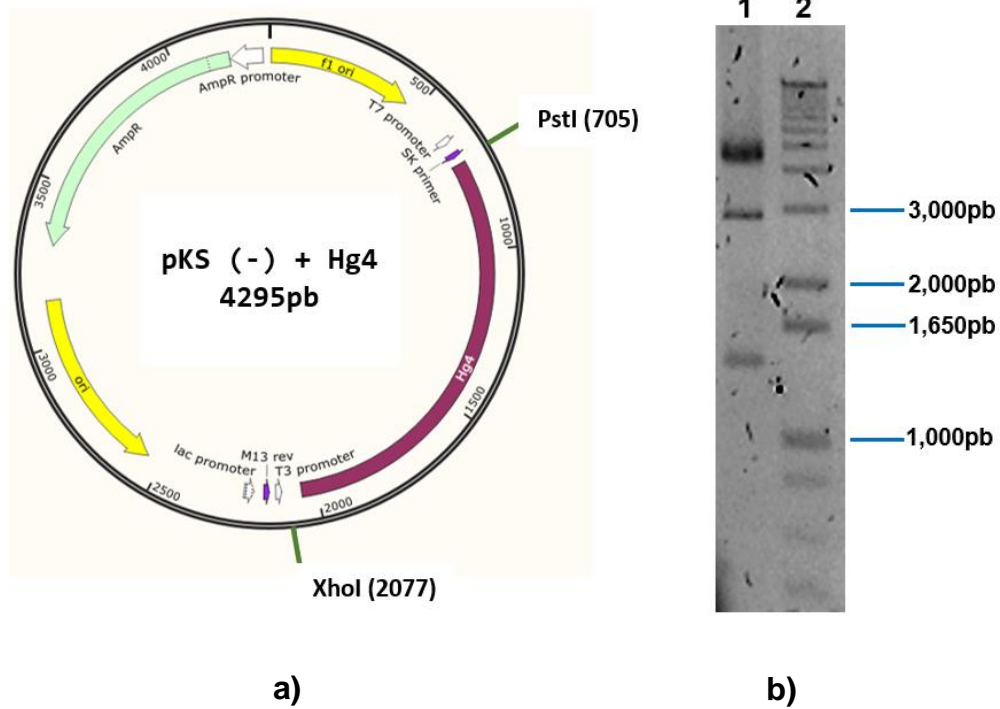 4000
AmpR promoter
f1 ori
500
T7 promoter
SK primer
PstI (705)
AmpR
3500
1000
pKS (-) + Hg4
4295pb
Hg4
1500
3000
ori
lac promoter
M13 rev
T3 promoter
2500
2000
XhoI (2077)
a)
1 2
3,000pb
2,000pb
1,650pb
1,000pb
b)